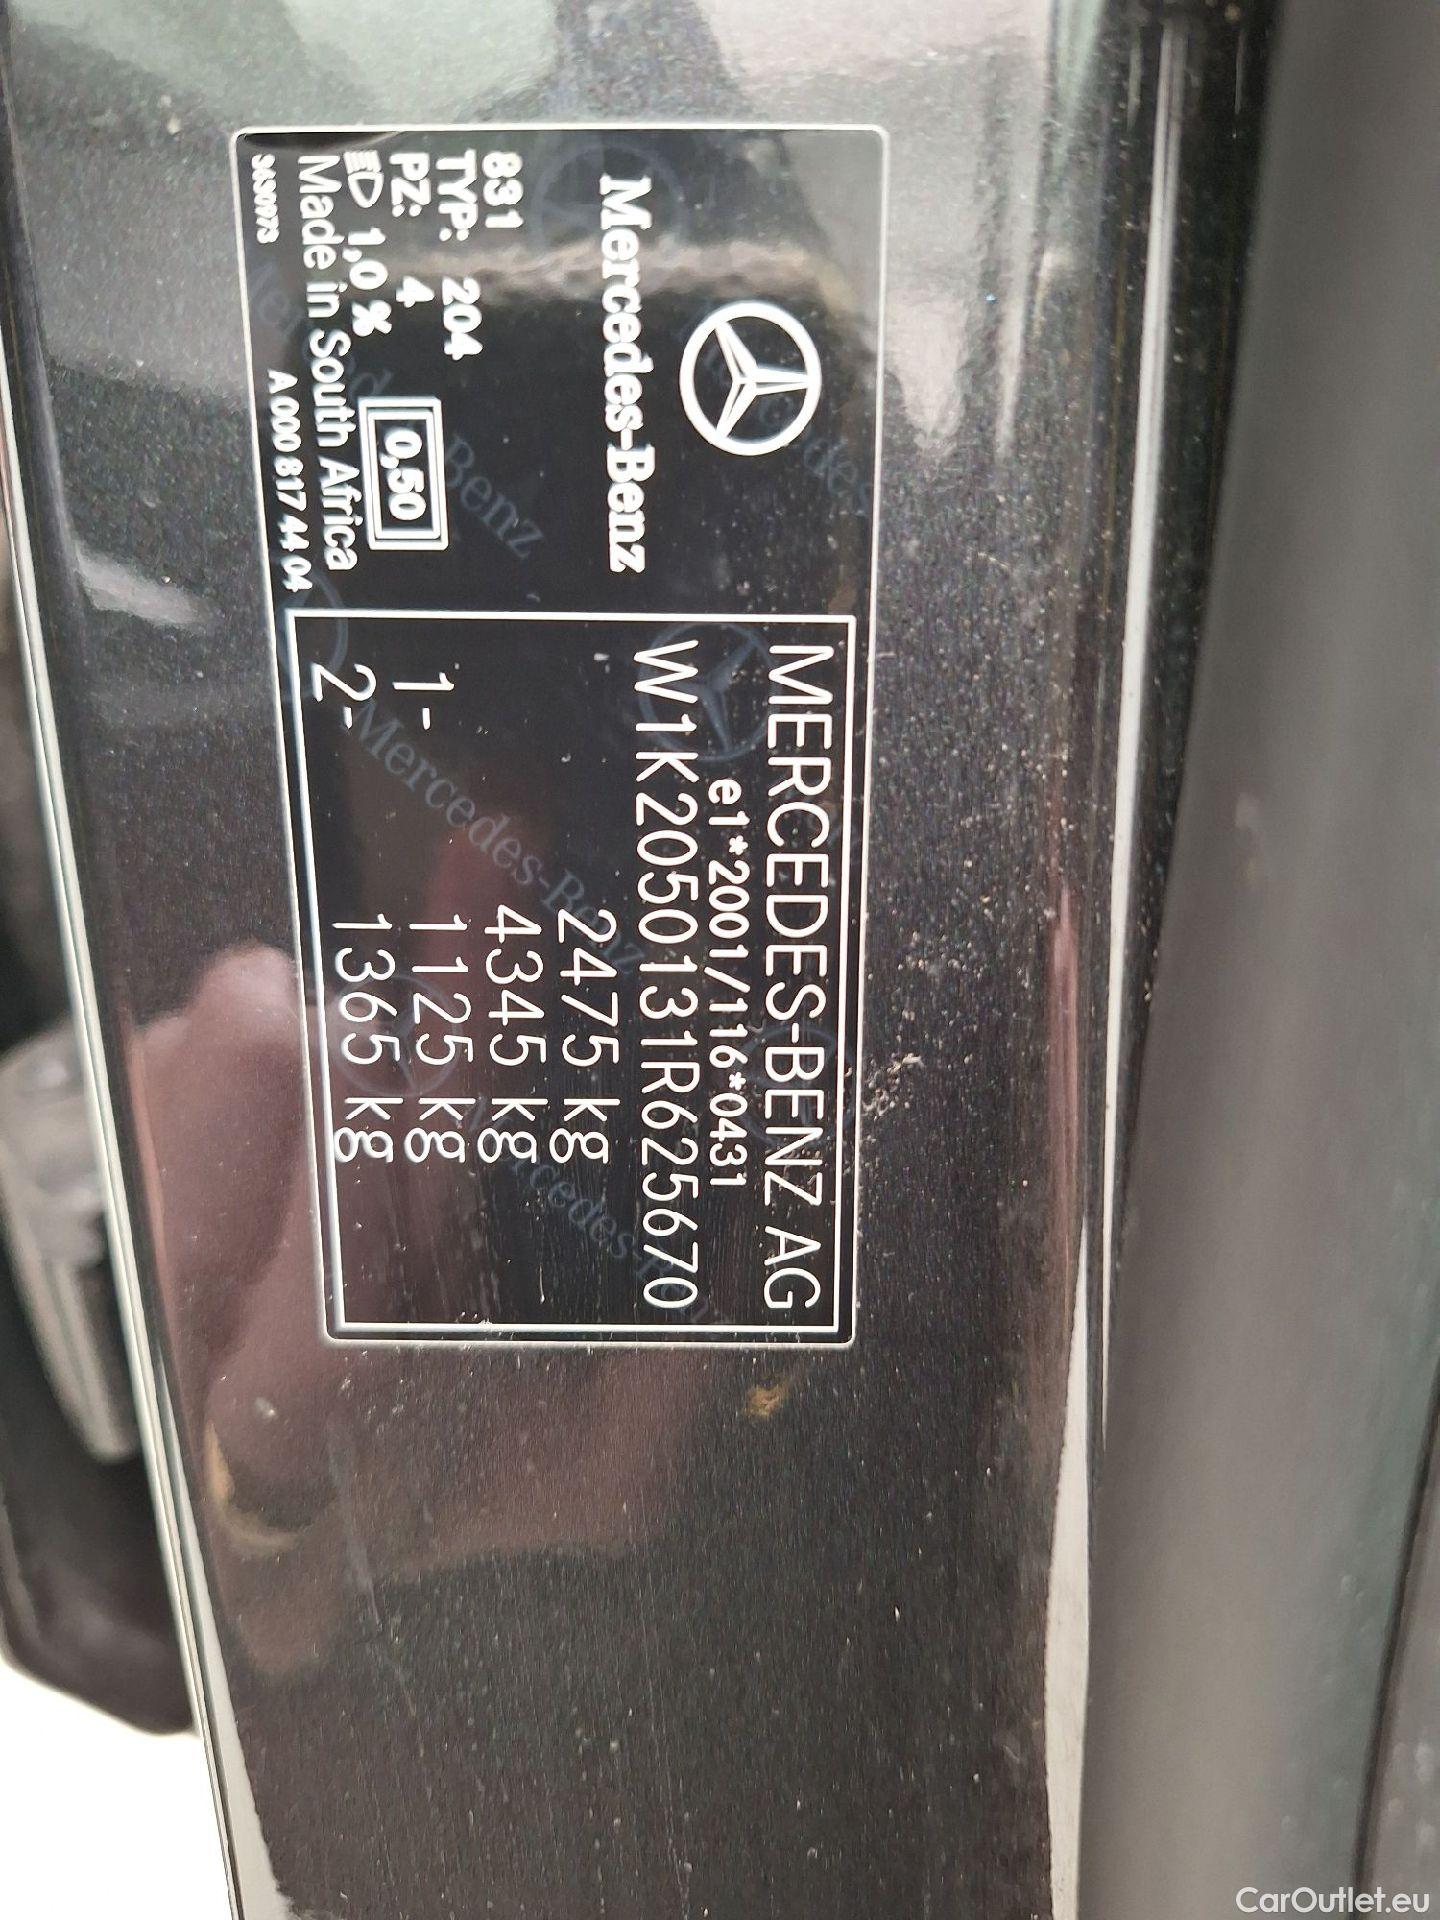 Mercedes-Benz
831
TYP: 204
PZ: 4
0,50
1,0 %
Made in South Africa
A 000 817 44 04
MERCEDES-BENZ AG
e1*2001/116*0431
W1K2050131R625670
2475 kg
4345 kg
1- 1125 kg
2- 1365 kg
CarOutlet.eu